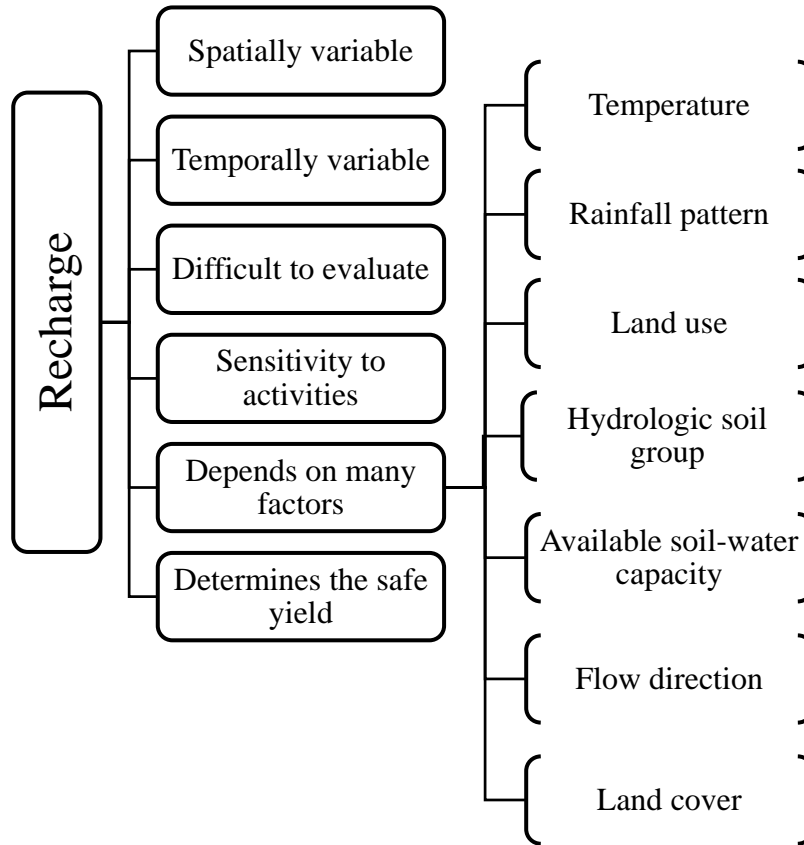 Recharge
Spatially variable
Temporally variable
Difficult to evaluate
Sensitivity to
activities
Depends on many
factors
Determines the safe
yield
Temperature
Rainfall pattern
Land use
Hydrologic soil
group
Available soil-water
capacity
Flow direction
Land cover